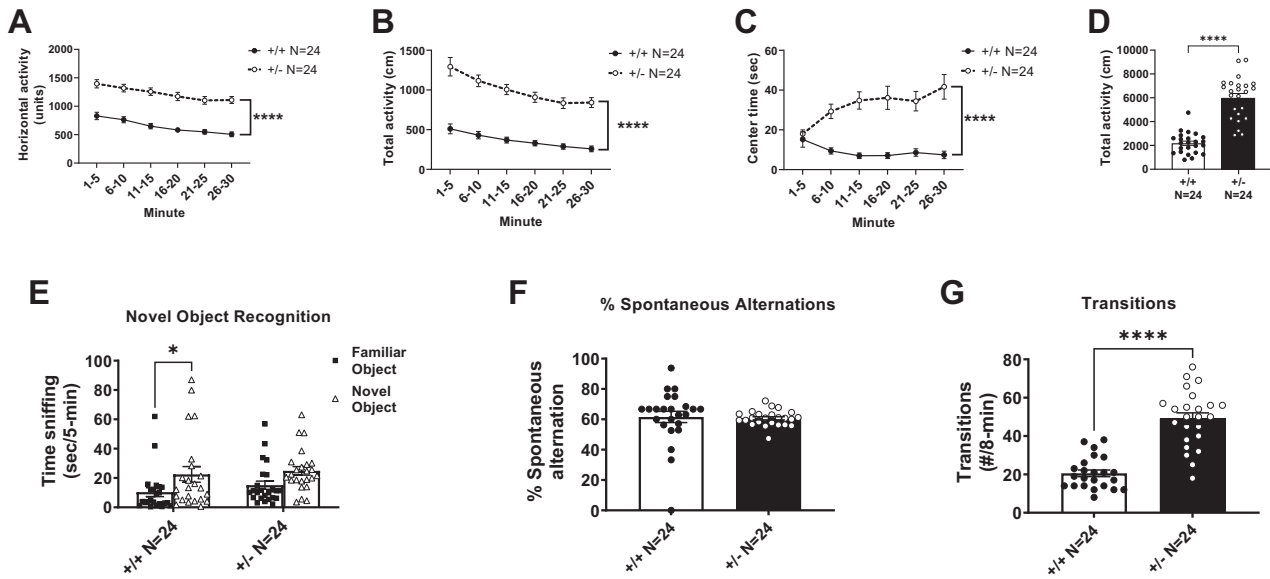 A
Horizontal activity
(units)
2000
1500
1000
500
0
+/+ N=24
+/- N=24
****
1-5
6-10
11-15
16-20
21-25
26-30
Minute
B
Total activity (cm)
1500
1000
500
0
+/+ N=24
+/- N=24
****
1-5
6-10
11-15
16-20
21-25
26-30
Minute
C
Center time (sec)
60
40
20
0
+/+ N=24
+/- N=24
****
1-5
6-10
11-15
16-20
21-25
26-30
Minute
D
****
Total activity (cm)
10000
8000
6000
4000
2000
0
+/+
N=24
+/-
N=24
E
Novel Object Recognition
Time sniffing
(sec/5-min)
100
80
60
40
20
0
*
Familiar
Object
Novel
Object
+/+ N=24
+/- N=24
F
% Spontaneous Alternations
% Spontaneous
alternation
100
80
60
40
20
0
+/+ N=24
+/- N=24
G
Transitions
Transitions
(#/8-min)
80
60
40
20
0
****
+/+ N=24
+/- N=24